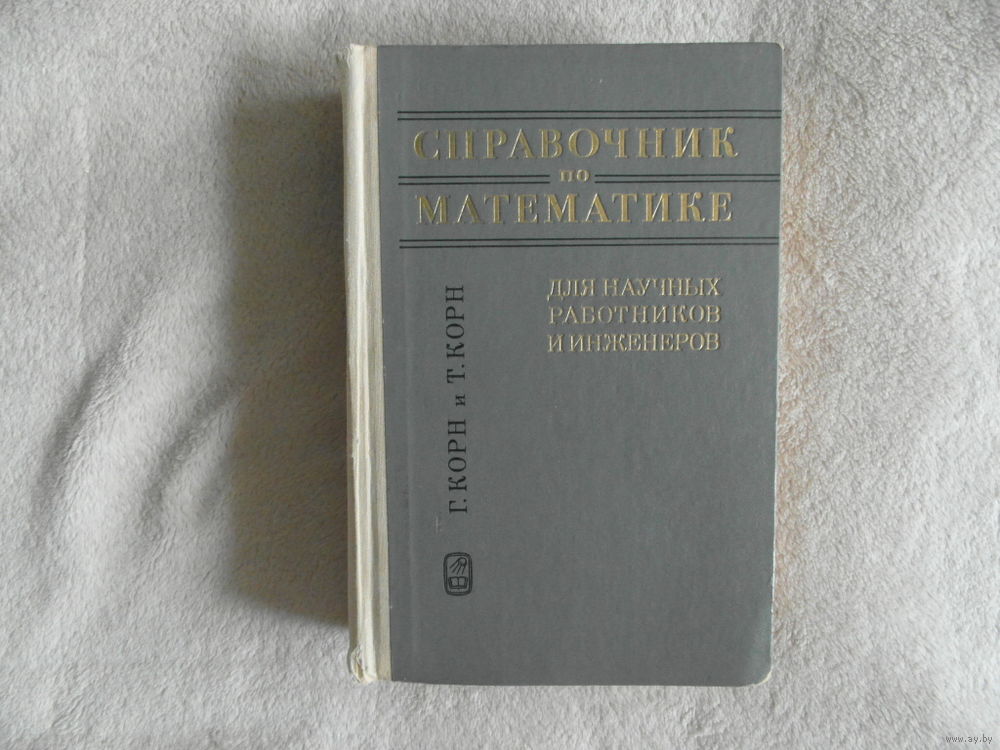 СПРАВОЧНИК
ПО
МАТЕМАТИКЕ
ДЛЯ НАУЧНЫХ
РАБОТНИКОВ
И ИНЖЕНЕРОВ
Г. КОРН и Т. КОРН
www.ay.by